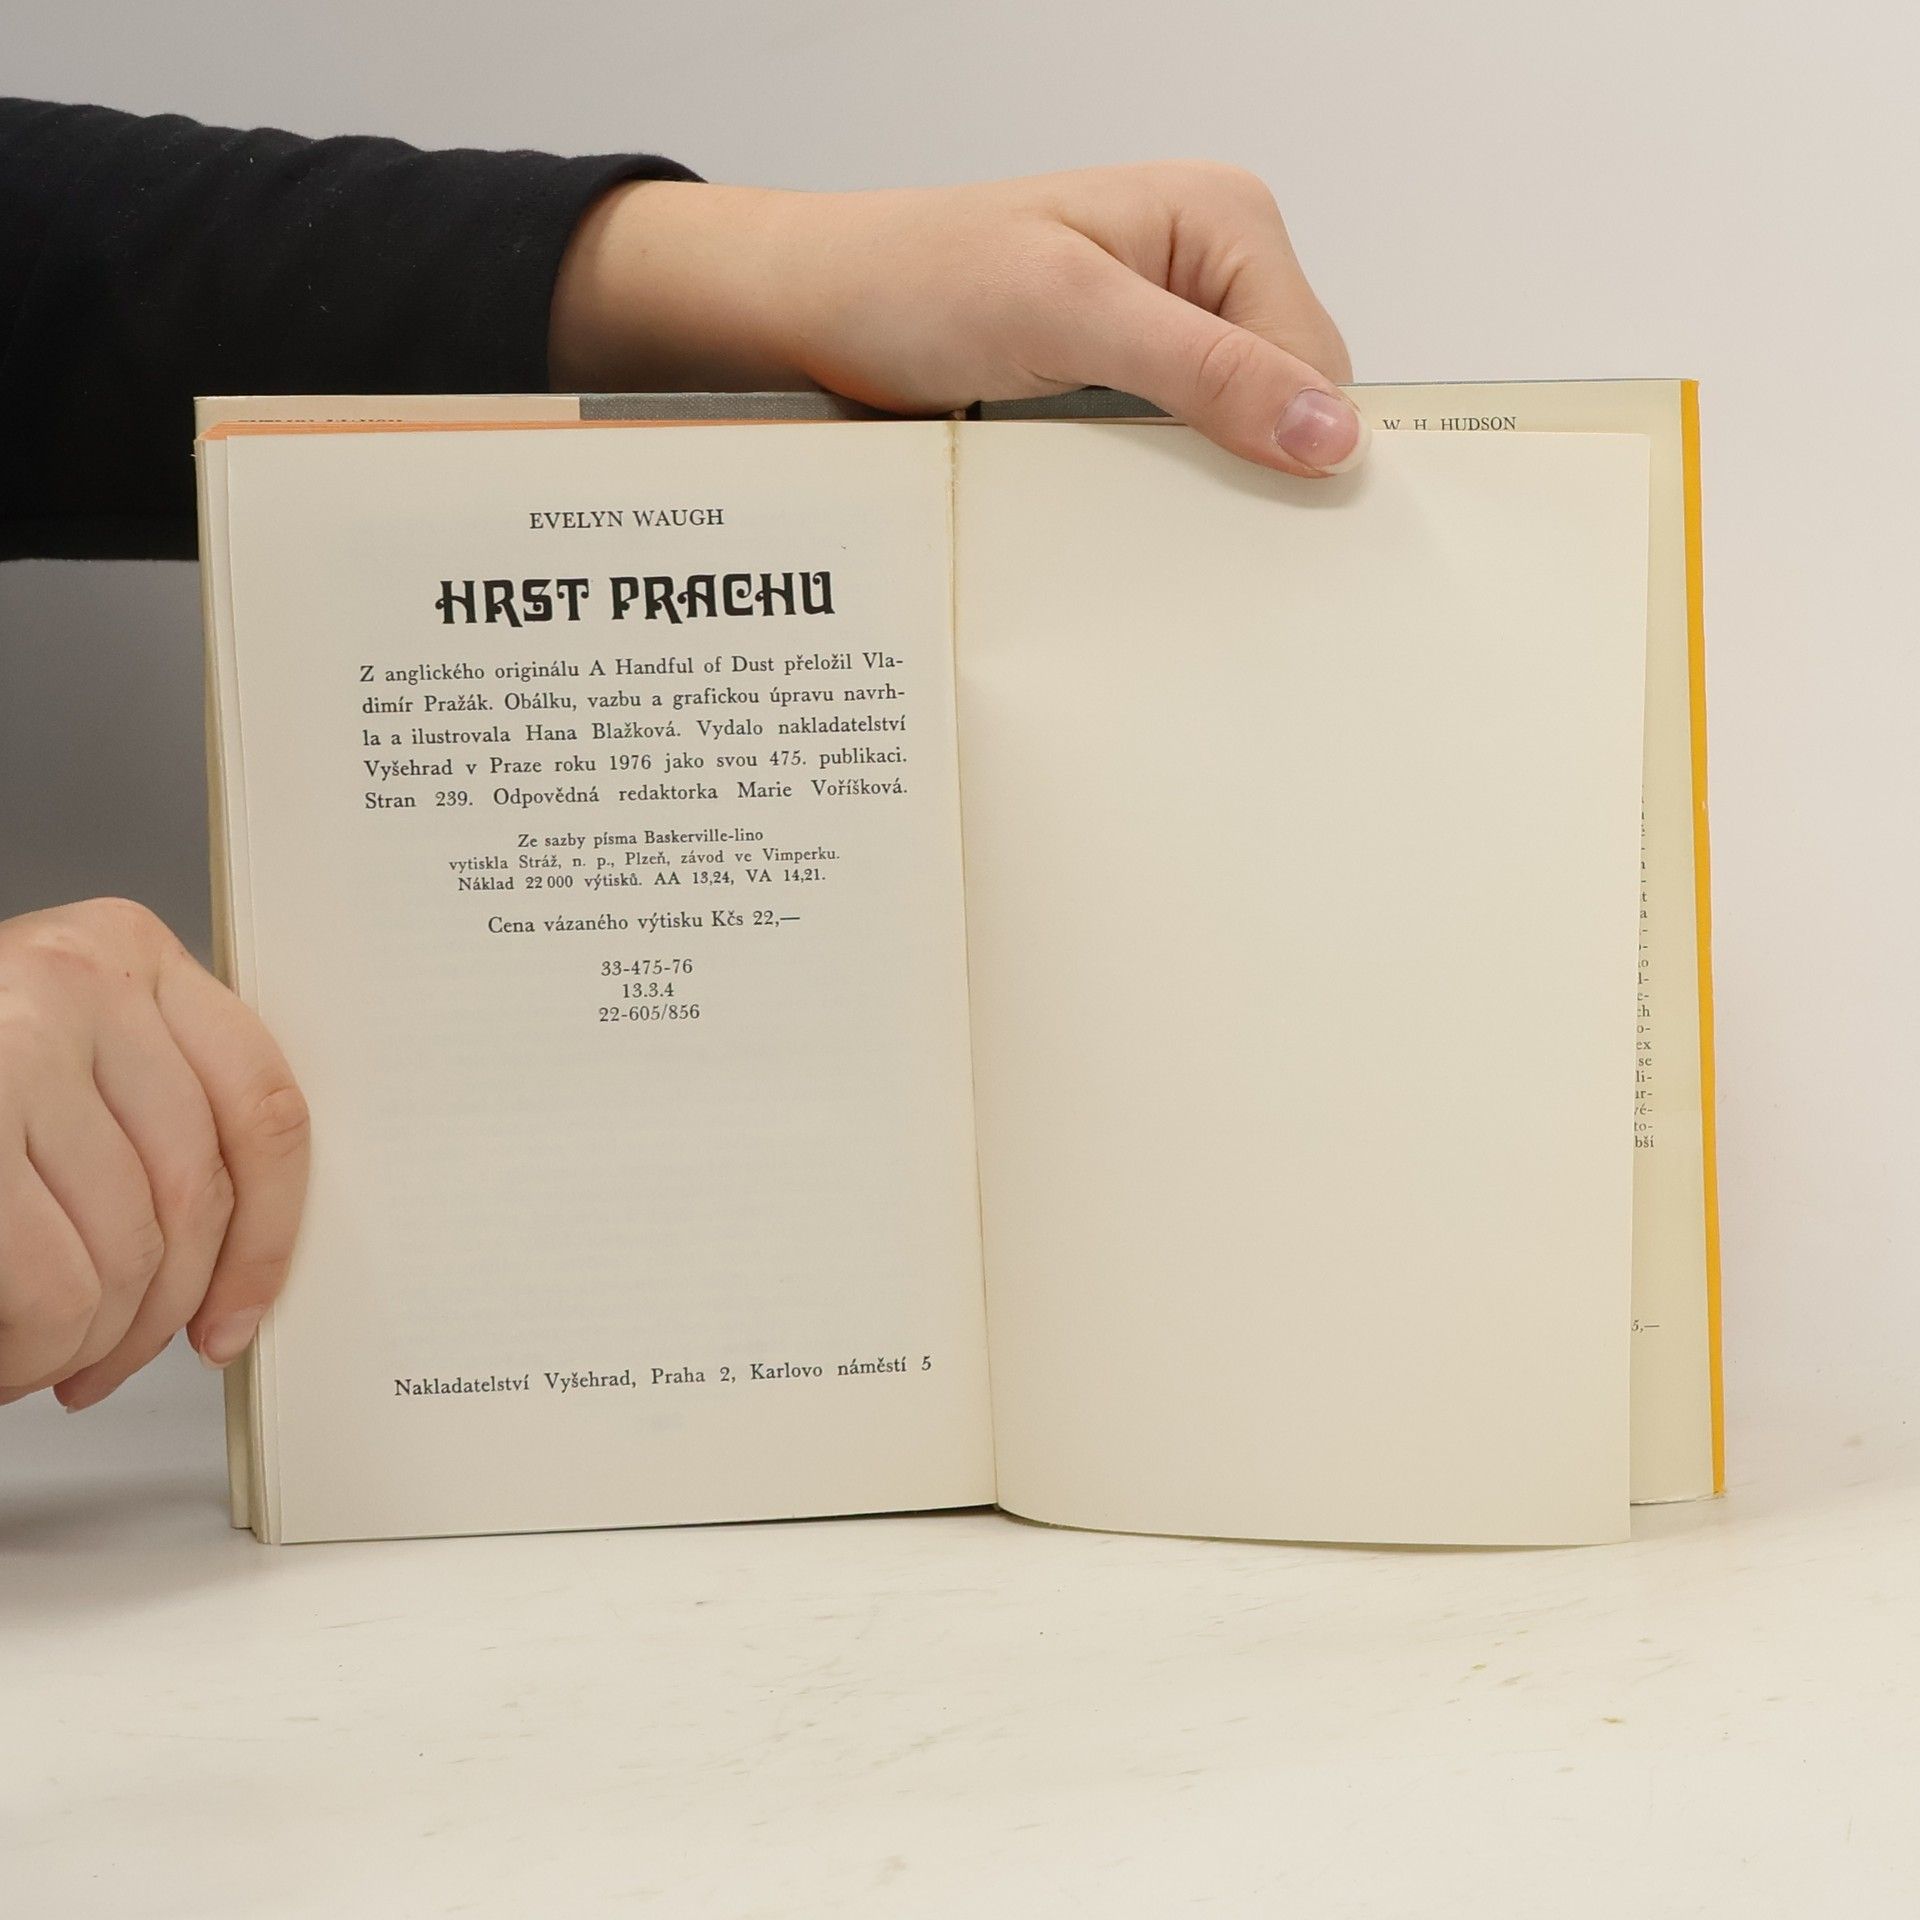 EVELYN WAUGH
HRST PRACHU
Z anglického originálu A Handful of Dust přeložil Vla-
dimír Pražák. Obálku, vazbu a grafickou úpravu navrh-
la a ilustrovala Hana Blažková. Vydalo nakladatelství
Vyšehrad v Praze roku 1976 jako svou 475. publikaci.
Stran 239. Odpovědná redaktorka Marie Voříšková.
Ze sazby písma Baskerville-lino
vytiskla Stráž, n. p., Plzeň, závod ve Vimperku.
Náklad 22 000 výtisků. AA 13,24, VA 14,21.
Cena vázaného výtisku Kčs 22,—
33-475-76
13.3.4
22-605/856
Nakladatelství Vyšehrad, Praha 2, Karlovo náměstí 5
W. H. HUDSON
se
5,—